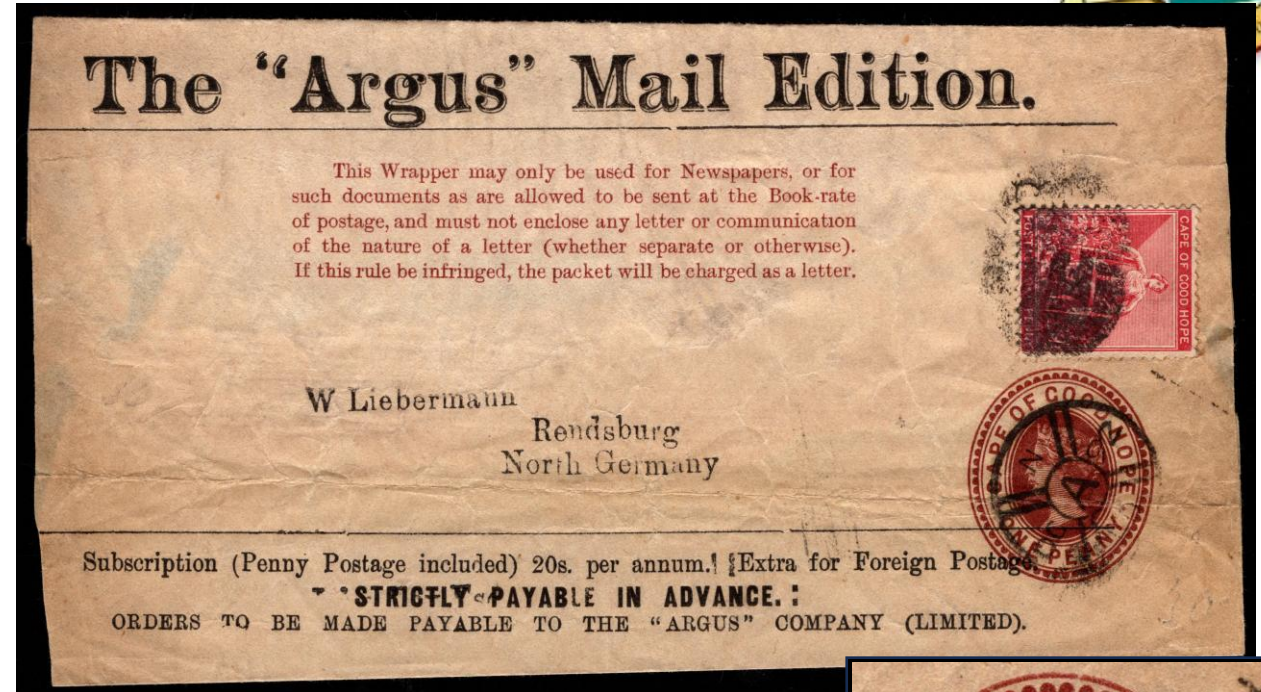 The "Argus" Mail Edition.
This Wrapper may only be used for Newspapers, or for
such documents as are allowed to be sent at the Book-rate
of postage, and must not enclose any letter or communication
of the nature of a letter (whether separate or otherwise).
If this rule be infringed, the packet will be charged as a letter.
CAPE OF GOOD HOPE
W Liebermann
Rendsburg
North Germany
CAPE OF GOOD HOPE
ONE PENNY
Subscription (Penny Postage included) 20s. per annum. Extra for Foreign Postage.
STRICTLY PAYABLE IN ADVANCE.
ORDERS TO BE MADE PAYABLE TO THE "ARGUS" COMPANY (LIMITED).